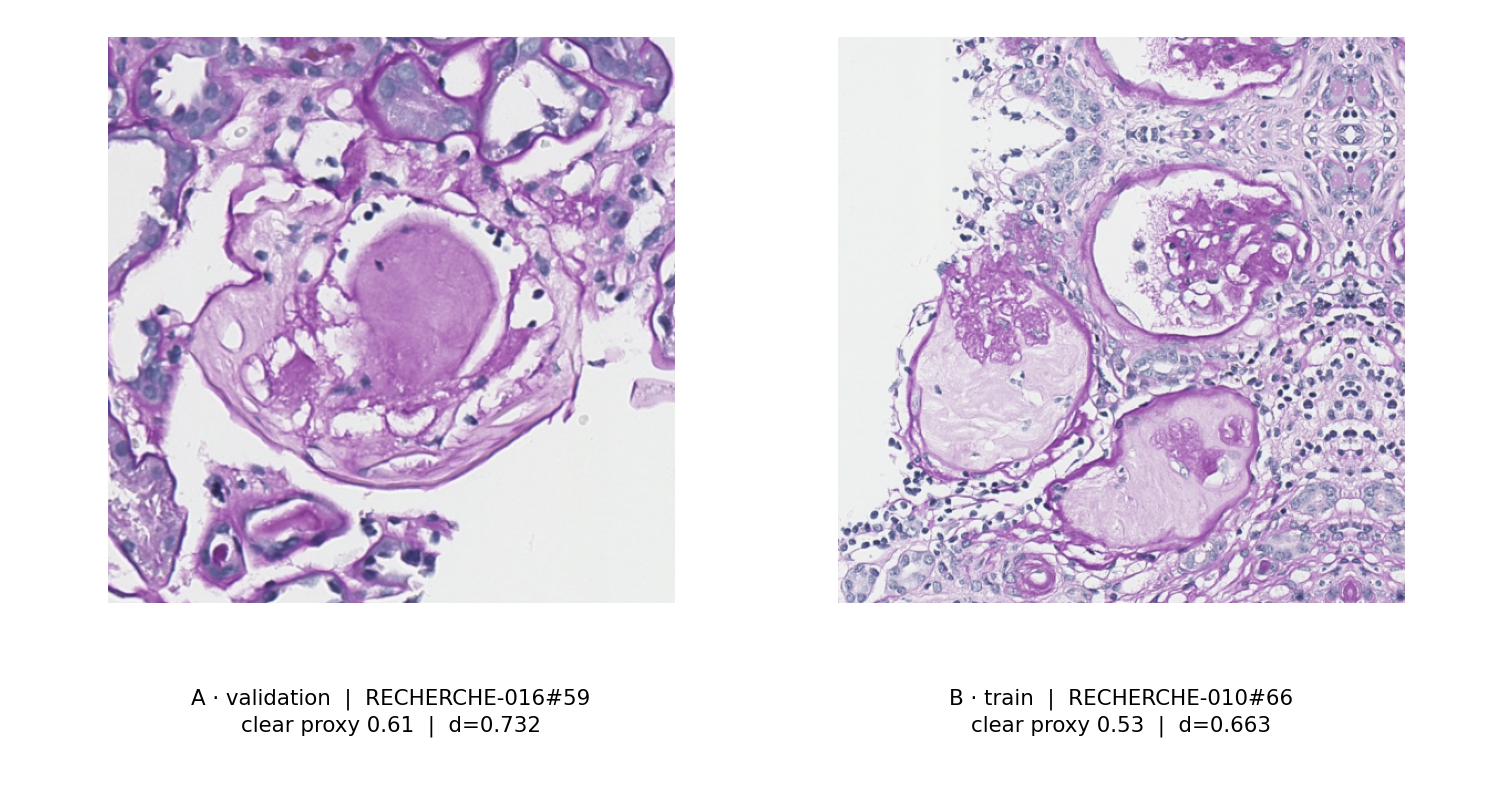 A · validation | RECHERCHE-016#59
clear proxy 0.61 | d=0.732
B · train | RECHERCHE-010#66
clear proxy 0.53 | d=0.663